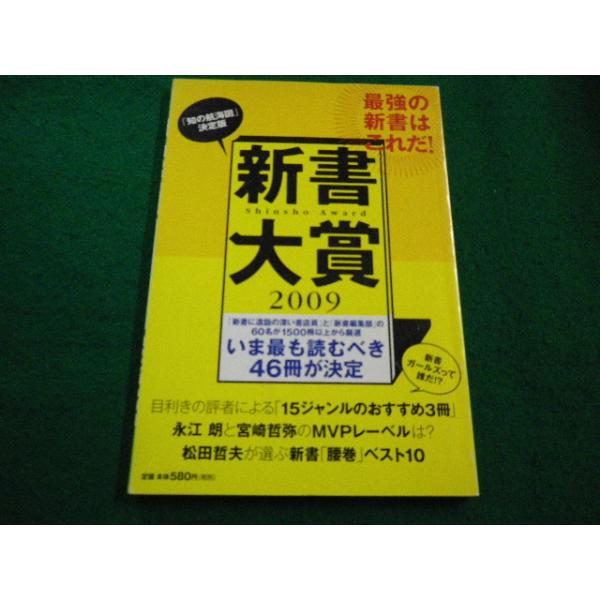 最強の
新書は
これだ!
「知の航海図」
決定版
新書
Shinsho Award
大賞
2009
「新書に造詣の深い書店員」と「新書編集部」の
60名が1500冊以上から厳選
いま最も読むべき
46冊が決定
新書
ガールズって
誰だ!?
目利きの評者による「15ジャンルのおすすめ3冊」
永江 朗と宮崎哲弥のMVPレーベルは?
松田哲夫が選ぶ新書「腰巻」ベスト10
定価 本体580円(税別)